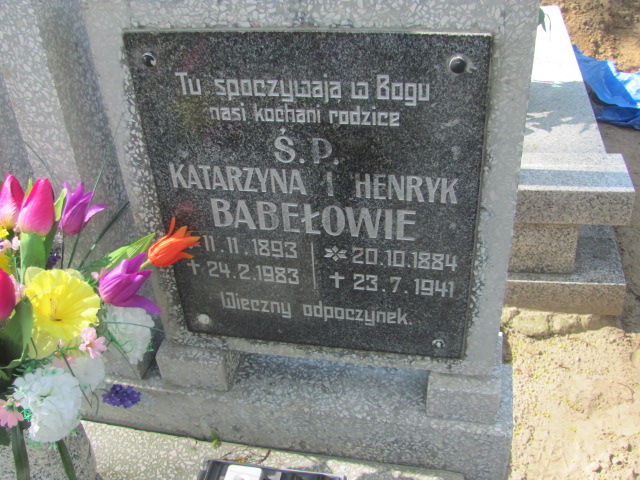 Tu spoczywają w Bogu
nasi kochani rodzice
Ś.P.
KATARZYNA I HENRYK
BABEŁOWIE
11.11.1893 * 20.10.1884
+ 24.2.1983 + 23.7.1941
Wieczny odpoczynek.